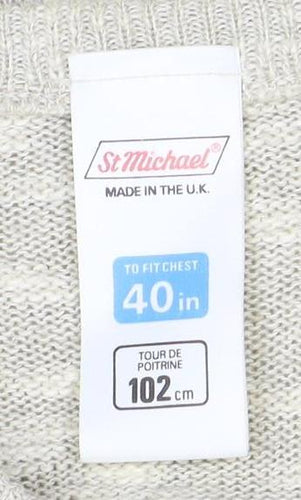 St Michael®
MADE IN THE U.K.
TO FIT CHEST
40 in
TOUR DE
POITRINE
102 cm